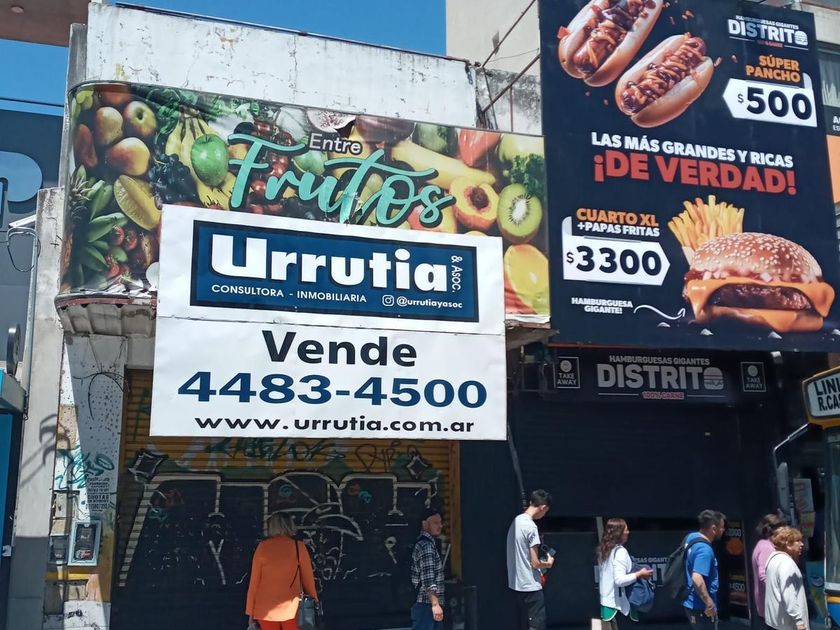 Entre
Frutos
Urrutia
& Asoc.
CONSULTORA - INMOBILIARIA
@urrutiayasoc
Vende
4483-4500
www.urrutia.com.ar
HAMBURGUESAS GIGANTES
DISTRITO
SÚPER
PANCHO
$500
LAS MÁS GRANDES Y RICAS
¡DE VERDAD!
CUARTO XL
+PAPAS FRITAS
$3300
HAMBURGUESA
GIGANTE!
TAKE
AWAY
HAMBURGUESAS GIGANTES
DISTRITO
100% CARNE
TAKE
AWAY